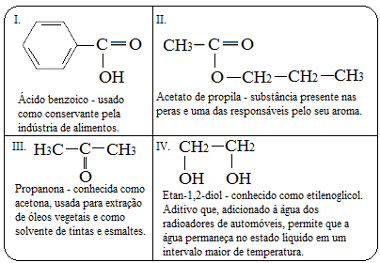 I.
C=O
OH
Ácido benzoico - usado
como conservante pela
indústria de alimentos.
II.
CH3—C=O
O—CH2—CH2—CH3
Acetato de propila - substância presente nas
peras e uma das responsáveis pelo seu aroma.
III.
H3C—C—CH3
O
Propanona - conhecida como
acetona, usada para extração
de óleos vegetais e como
solvente de tintas e esmaltes.
IV.
CH2—CH2
OH OH
Etan-1,2-diol - conhecido como etilenoglicol.
Aditivo que, adicionado à água dos
radiadores de automóveis, permite que a
água permaneça no estado líquido em um
intervalo maior de temperatura.